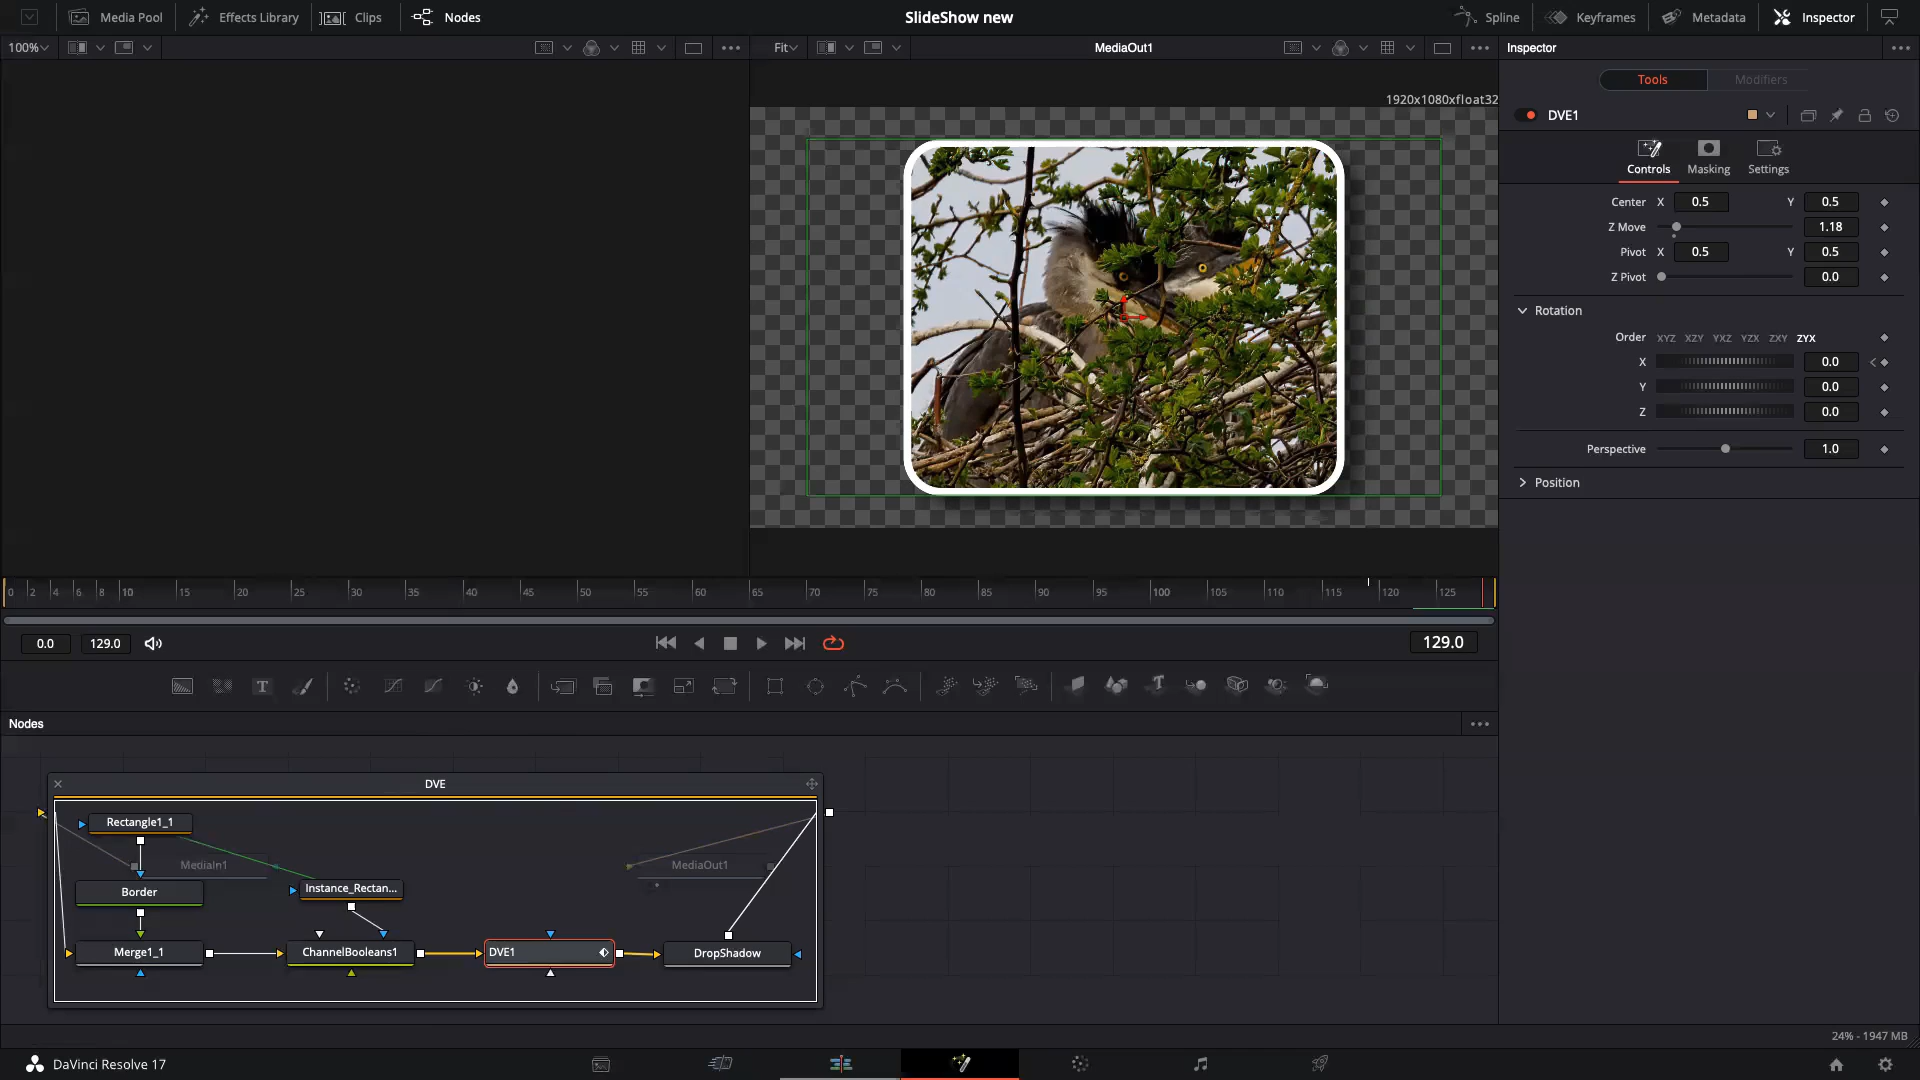 Media Pool
Effects Library
Clips
Nodes
SlideShow new
Spline
Keyframes
Metadata
Inspector
100%
Fit
MediaOut1
Inspector
1920x1080xfloat32
Tools
Modifiers
DVE1
Controls
Masking
Settings
Center X 0.5 Y 0.5
Z Move 1.18
Pivot X 0.5 Y 0.5
Z Pivot 0.0
Rotation
Order XYZ XZY YXZ YZX ZXY ZYX
X 0.0
Y 0.0
Z 0.0
Perspective 1.0
Position
0 2 4 6 8 10 15 20 25 30 35 40 45 50 55 60 65 70 75 80 85 90 95 100 105 110 115 120 125
0.0
129.0
129.0
T
T
Nodes
DVE
Rectangle1_1
MediaIn1
MediaOut1
Border
Instance_Rectan...
Merge1_1
ChannelBooleans1
DVE1
DropShadow
24% - 1947 MB
DaVinci Resolve 17